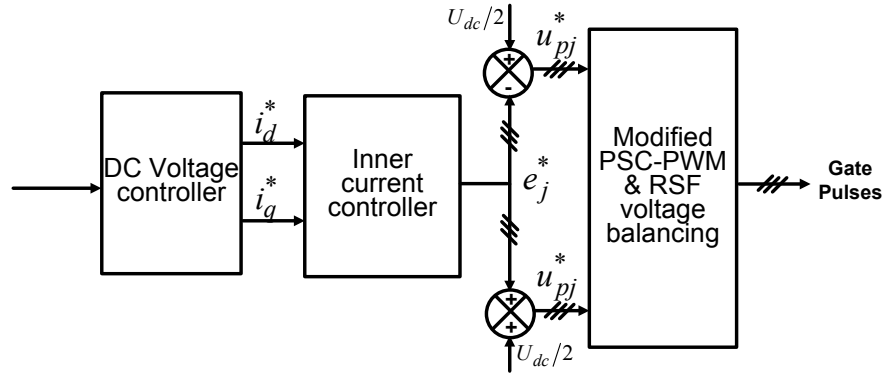 U_dc/2
u*_pj
+
-
i*_d
DC Voltage
controller
i*_q
Inner
current
controller
e*_j
Modified
PSC-PWM
& RSF
voltage
balancing
Gate
Pulses
u*_pj
+
+
U_dc/2